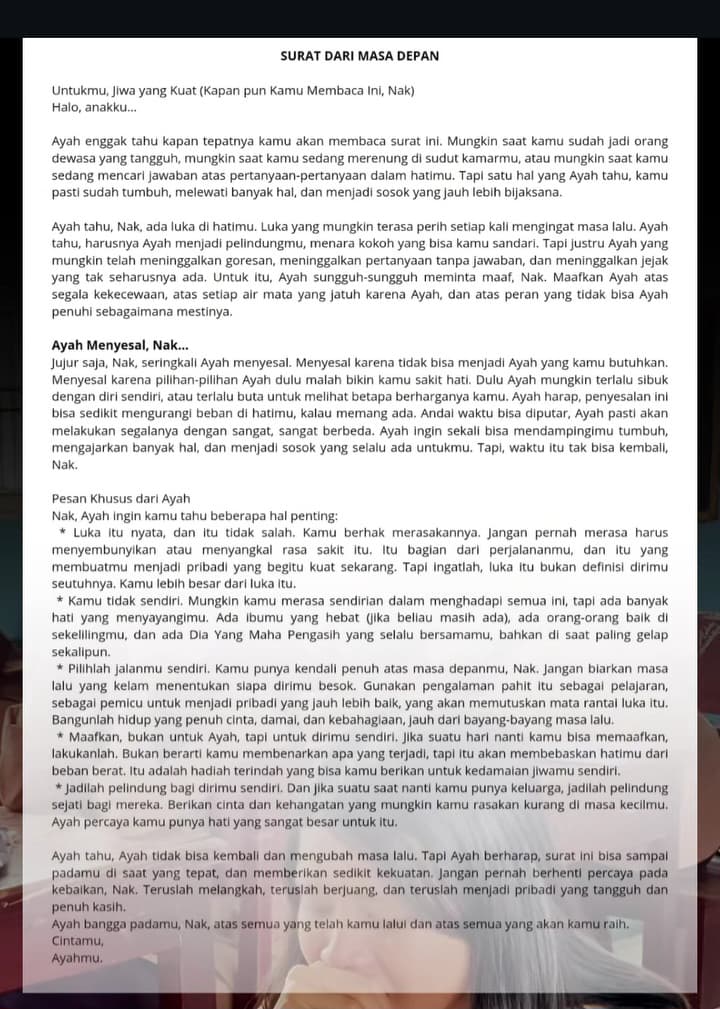 SURAT DARI MASA DEPAN
Untukmu, Jiwa yang Kuat (Kapan pun Kamu Membaca Ini, Nak)
Halo, anakku...
Ayah enggak tahu kapan tepatnya kamu akan membaca surat ini. Mungkin saat kamu sudah jadi orang
dewasa yang tangguh, mungkin saat kamu sedang merenung di sudut kamarmu, atau mungkin saat kamu
sedang mencari jawaban atas pertanyaan-pertanyaan dalam hatimu. Tapi satu hal yang Ayah tahu, kamu
pasti sudah tumbuh, melewati banyak hal, dan menjadi sosok yang jauh lebih bijaksana.
Ayah tahu, Nak, ada luka di hatimu. Luka yang mungkin terasa perih setiap kali mengingat masa lalu. Ayah
tahu, harusnya Ayah menjadi pelindungmu, menara kokoh yang bisa kamu sandari. Tapi justru Ayah yang
mungkin telah meninggalkan goresan, meninggalkan pertanyaan tanpa jawaban, dan meninggalkan jejak
yang tak seharusnya ada. Untuk itu, Ayah sungguh-sungguh meminta maaf, Nak. Maafkan Ayah atas
segala kekecewaan, atas setiap air mata yang jatuh karena Ayah, dan atas peran yang tidak bisa Ayah
penuhi sebagaimana mestinya.
Ayah Menyesal, Nak...
Jujur saja, Nak, seringkali Ayah menyesal. Menyesal karena tidak bisa menjadi Ayah yang kamu butuhkan.
Menyesal karena pilihan-pilihan Ayah dulu malah bikin kamu sakit hati. Dulu Ayah mungkin terlalu sibuk
dengan diri sendiri, atau terlalu buta untuk melihat betapa berharganya kamu. Ayah harap, penyesalan ini
bisa sedikit mengurangi beban di hatimu, kalau memang ada. Andai waktu bisa diputar, Ayah pasti akan
melakukan segalanya dengan sangat, sangat berbeda. Ayah ingin sekali bisa mendampingimu tumbuh,
mengajarkan banyak hal, dan menjadi sosok yang selalu ada untukmu. Tapi, waktu itu tak bisa kembali,
Nak.
Pesan Khusus dari Ayah
Nak, Ayah ingin kamu tahu beberapa hal penting:
* Luka itu nyata, dan itu tidak salah. Kamu berhak merasakannya. Jangan pernah merasa harus
menyembunyikan atau menyangkal rasa sakit itu. Itu bagian dari perjalananmu, dan itu yang
membuatmu menjadi pribadi yang begitu kuat sekarang. Tapi ingatlah, luka itu bukan definisi dirimu
seutuhnya. Kamu lebih besar dari luka itu.
* Kamu tidak sendiri. Mungkin kamu merasa sendirian dalam menghadapi semua ini, tapi ada banyak
hati yang menyayangimu. Ada ibumu yang hebat (jika beliau masih ada), ada orang-orang baik di
sekelilingmu, dan ada Dia Yang Maha Pengasih yang selalu bersamamu, bahkan di saat paling gelap
sekalipun.
* Pilihlah jalanmu sendiri. Kamu punya kendali penuh atas masa depanmu, Nak. Jangan biarkan masa
lalu yang kelam menentukan siapa dirimu besok. Gunakan pengalaman pahit itu sebagai pelajaran,
sebagai pemicu untuk menjadi pribadi yang jauh lebih baik, yang akan memutuskan mata rantai luka itu.
Bangunlah hidup yang penuh cinta, damai, dan kebahagiaan, jauh dari bayang-bayang masa lalu.
* Maafkan, bukan untuk Ayah, tapi untuk dirimu sendiri. Jika suatu hari nanti kamu bisa memaafkan,
lakukanlah. Bukan berarti kamu membenarkan apa yang terjadi, tapi itu akan membebaskan hatimu dari
beban berat. Itu adalah hadiah terindah yang bisa kamu berikan untuk kedamaian jiwamu sendiri.
* Jadilah pelindung bagi dirimu sendiri. Dan jika suatu saat nanti kamu punya keluarga, jadilah pelindung
sejati bagi mereka. Berikan cinta dan kehangatan yang mungkin kamu rasakan kurang di masa kecilmu.
Ayah percaya kamu punya hati yang sangat besar untuk itu.
Ayah tahu, Ayah tidak bisa kembali dan mengubah masa lalu. Tapi Ayah berharap, surat ini bisa sampai
padamu di saat yang tepat, dan memberikan sedikit kekuatan. Jangan pernah berhenti percaya pada
kebaikan, Nak. Teruslah melangkah, teruslah berjuang, dan teruslah menjadi pribadi yang tangguh dan
penuh kasih.
Ayah bangga padamu, Nak, atas semua yang telah kamu lalui dan atas semua yang akan kamu raih.
Cintamu,
Ayahmu.